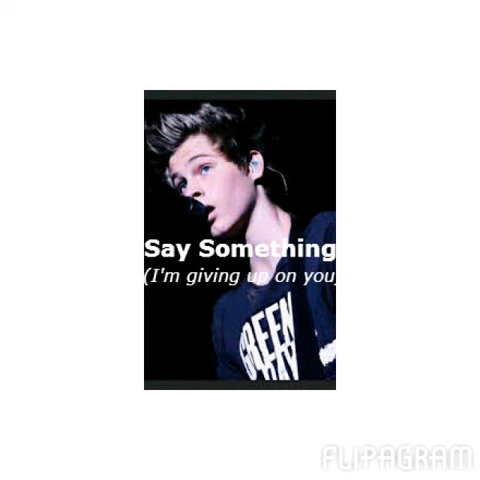 Say Something
(I'm giving up on you)
GREEN
DAY
FLIPAGRAM